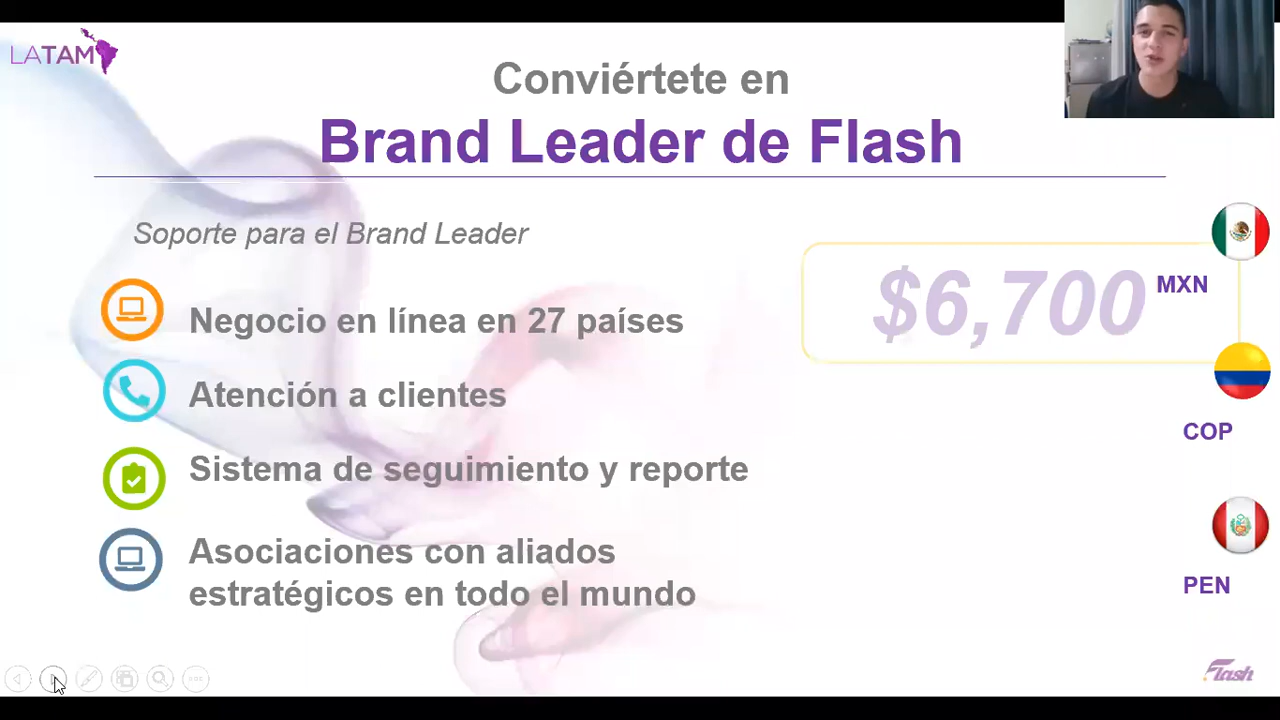 LATAM
Conviértete en
Brand Leader de Flash
Soporte para el Brand Leader
Negocio en línea en 27 países
$6,700 MXN
Atención a clientes
COP
Sistema de seguimiento y reporte
Asociaciones con aliados
estratégicos en todo el mundo
PEN
Flash